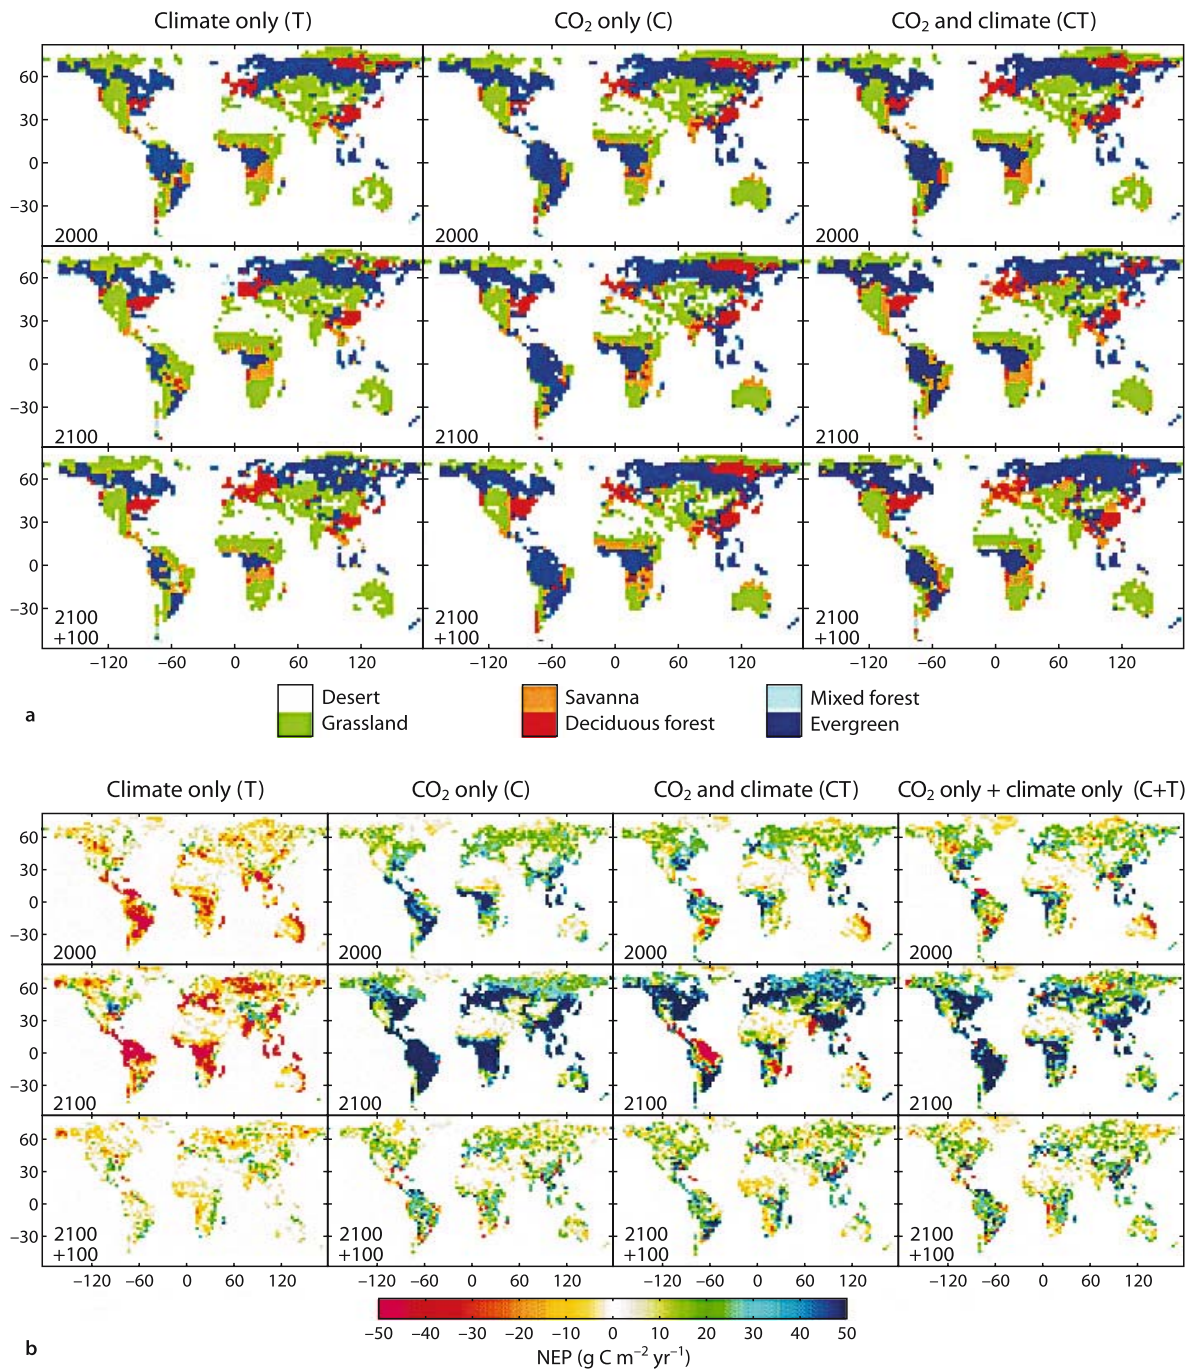 Climate only (T) CO₂ only (C) CO₂ and climate (CT)
60
30
0
−30
2000 2000 2000
60
30
0
−30
2100 2100 2100
60
30
0
−30
2100 2100 2100
+100 +100 +100
−120 −60 0 60 120 −120 −60 0 60 120 −120 −60 0 60 120
Desert Savanna Mixed forest
a Grassland Deciduous forest Evergreen
Climate only (T) CO₂ only (C) CO₂ and climate (CT) CO₂ only + climate only (C+T)
60
30
0
−30
2000 2000 2000 2000
60
30
0
−30
2100 2100 2100 2100
60
30
0
−30
2100 2100 2100 2100
+100 +100 +100 +100
−120 −60 0 60 120 −120 −60 0 60 120 −120 −60 0 60 120 −120 −60 0 60 120
−50 −40 −30 −20 −10 0 10 20 30 40 50
b NEP (g C m⁻² yr⁻¹)